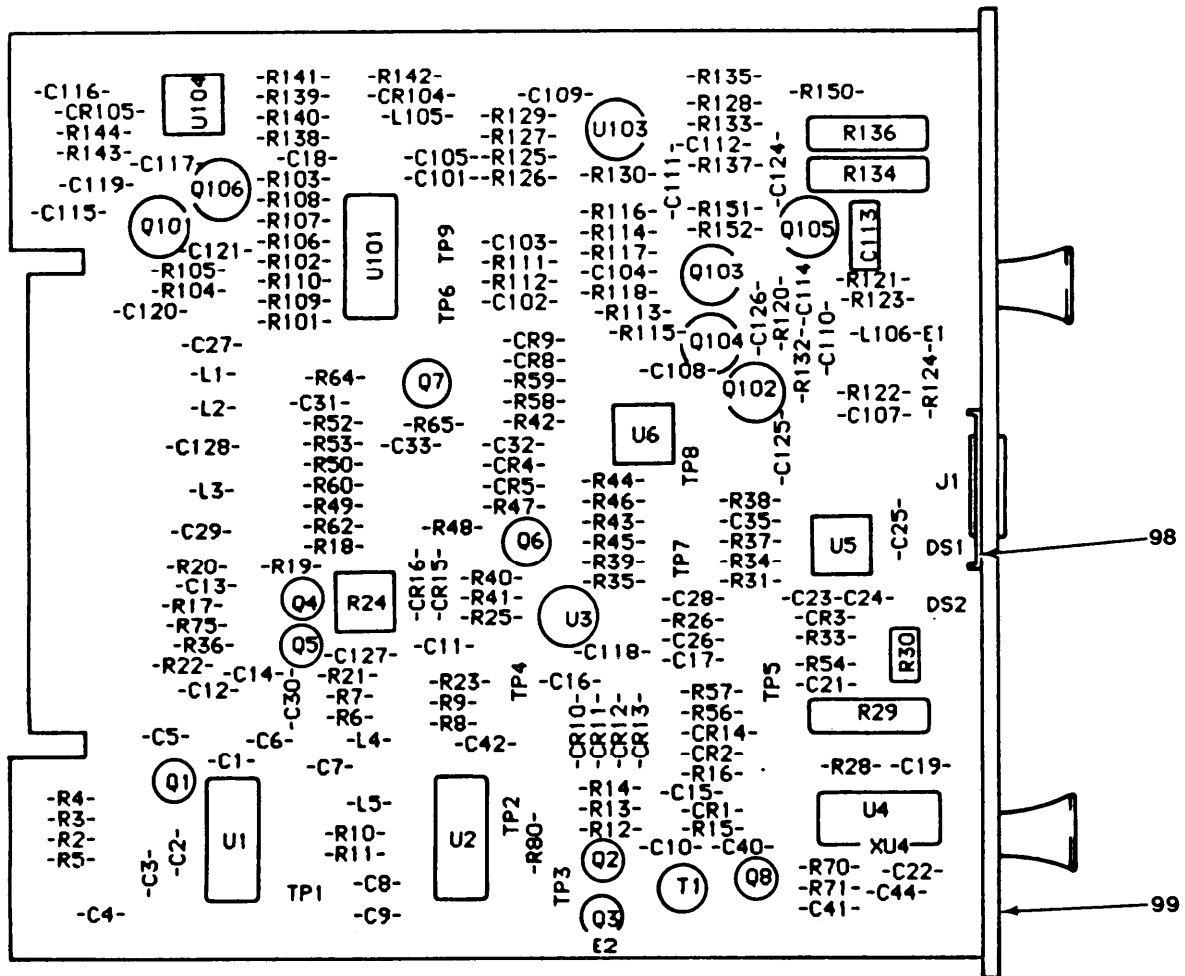 -C116-
-CR105-
-R144-
-R143-
-C117-
-C119-
-C115-
U104
Q106
Q10
-C121-
-R105-
-R104-
-C120-
-R141-
-R139-
-R140-
-R138-
-C18-
-R103-
-R108-
-R107-
-R106-
-R102-
-R110-
-R109-
-R101-
-R142-
-CR104-
-L105-
U101
TP9
TP6
-C109-
-R129-
-R127-
-C105--R125-
-C101--R126-
-C103-
-R111-
-R112-
-C102-
U103
-R130-
-R116-
-R114-
-R117-
-C104-
-R118-
-R113-
-R115-
-R135-
-R128-
-R133-
-C112-
-R137-
-C111-
-C124-
-R151-
-R152-
Q103
Q104
-C108-
-R150-
R136
R134
Q105
C113
-R121-
-R123-
-C126-
-R120-
-R132--C114-
-C110-
-L106-E1
Q102
-R122-
-C107-
-R124-
-C125-
-C27-
-L1-
-L2-
-C128-
-L3-
-C29-
-R64-
Q7
-C31-
-R52-
-R53-
-R50-
-R60-
-R49-
-R62-
-R18-
-R65-
-C33-
-CR9-
-CR8-
-R59-
-R58-
-R42-
-C32-
-CR4-
-CR5-
-R47-
-R48-
Q6
U6
TP8
-R44-
-R46-
-R43-
-R45-
-R39-
-R35-
TP7
-R38-
-C35-
-R37-
-R34-
-R31-
U5
-C25-
J1
DS1
98
DS2
-R20-
-C13-
-R17-
-R75-
-R36-
-R22-
-C14-
-C12-
-R19-
Q4
Q5
R24
-CR16-
-CR15-
-R40-
-R41-
-R25-
U3
-C127-
-C11-
-C118-
-C30-
-R21-
-R7-
-R6-
-R23-
-R9-
-R8-
TP4
-C16-
-C28-
-R26-
-C26-
-C17-
-C23-C24-
-CR3-
-R33-
-R54-
-C21-
TP5
R30
R29
-CR10-
-CR11-
-CR12-
-CR13-
-R57-
-R56-
-CR14-
-CR2-
-R16-
-C15-
-CR1-
-R15-
-C5-
-C6-
-L4-
-C42-
-C1-
-C7-
Q1
-R4-
-R3-
-R2-
-R5-
-C3-
-C2-
-C4-
U1
-L5-
-R10-
-R11-
TP1
-C8-
-C9-
U2
TP2
-R80-
TP3
-R14-
-R13-
-R12-
Q2
Q3
E2
-C10-
-C40-
T1
Q8
-R28-
-C19-
U4
XU4
-R70-
-R71-
-C41-
-C22-
-C44-
99